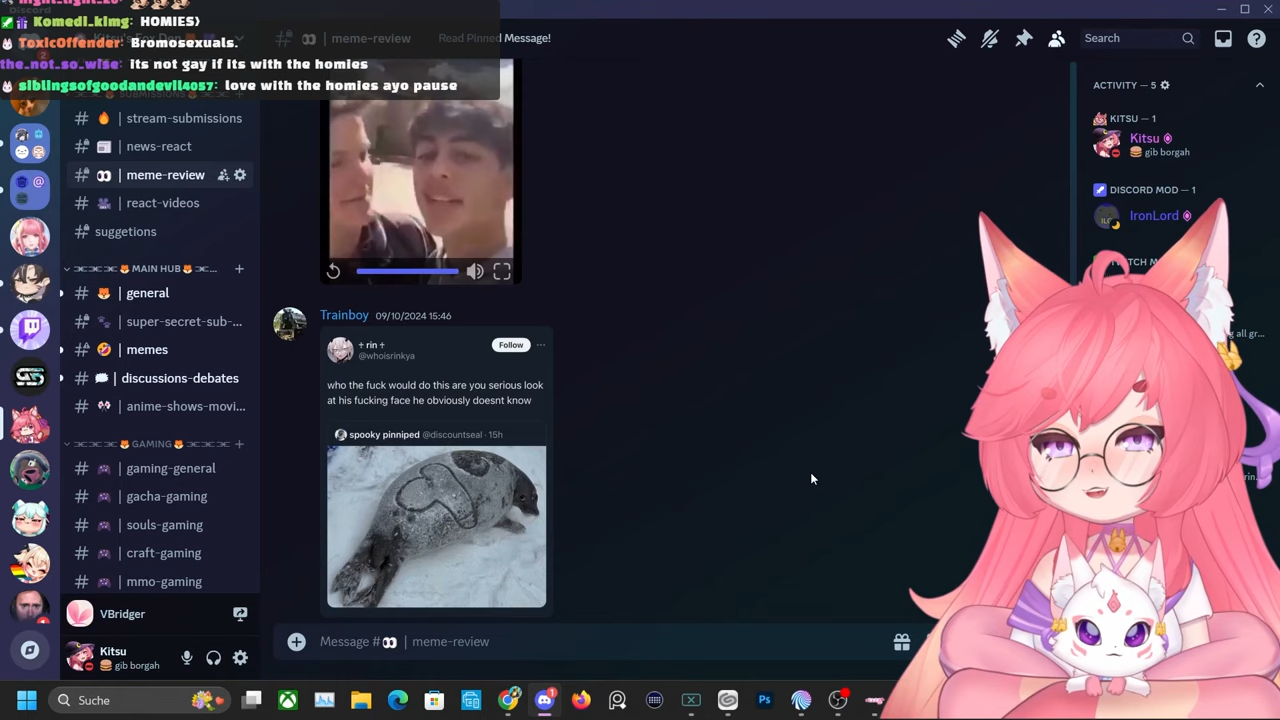 Komedi_kimg: HOMIES)
ToxicOffender: Bromosexuals.
the_not_so_wise: its not gay if its with the homies
siblingsofgoodandevil4057: love with the homies ayo pause
| meme-review
Read Pinned Message!
Search
SUBMISSIONS
| stream-submissions
| news-react
| meme-review
| react-videos
suggetions
MAIN HUB
| general
| super-secret-sub-...
| memes
| discussions-debates
| anime-shows-movi...
GAMING
| gaming-general
| gacha-gaming
| souls-gaming
| craft-gaming
| mmo-gaming
VBridger
Kitsu
gib borgah
Trainboy 09/10/2024 15:46
rin
@whoisrinkya
Follow
who the fuck would do this are you serious look
at his fucking face he obviously doesnt know
spooky pinniped @discountseal · 15h
Message # | meme-review
ACTIVITY — 5
KITSU — 1
Kitsu
gib borgah
DISCORD MOD — 1
IronLord
Suche
Ps